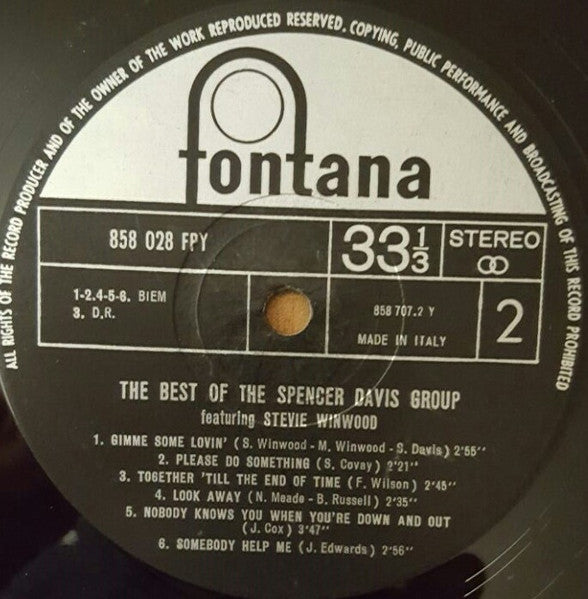 ALL RIGHTS OF THE RECORD PRODUCER AND OF THE OWNER OF THE WORK REPRODUCED RESERVED. COPYING, PUBLIC PERFORMANCE AND BROADCASTING OF THIS RECORD PROHIBITED
fontana
858 028 FPY
33 1/3
STEREO
1-2.4-5-6. BIEM
3. D.R.
858 707.2 Y
MADE IN ITALY
2
THE BEST OF THE SPENCER DAVIS GROUP
featuring STEVIE WINWOOD
1. GIMME SOME LOVIN' (S. Winwood - M. Winwood - S. Davis) 2'55''
2. PLEASE DO SOMETHING (S. Covay) 2'21''
3. TOGETHER 'TILL THE END OF TIME (F. Wilson) 2'45''
4. LOOK AWAY (N. Meade - B. Russell) 2'35''
5. NOBODY KNOWS YOU WHEN YOU'RE DOWN AND OUT
(J. Cox) 3'47''
6. SOMEBODY HELP ME (J. Edwards) 2'56''